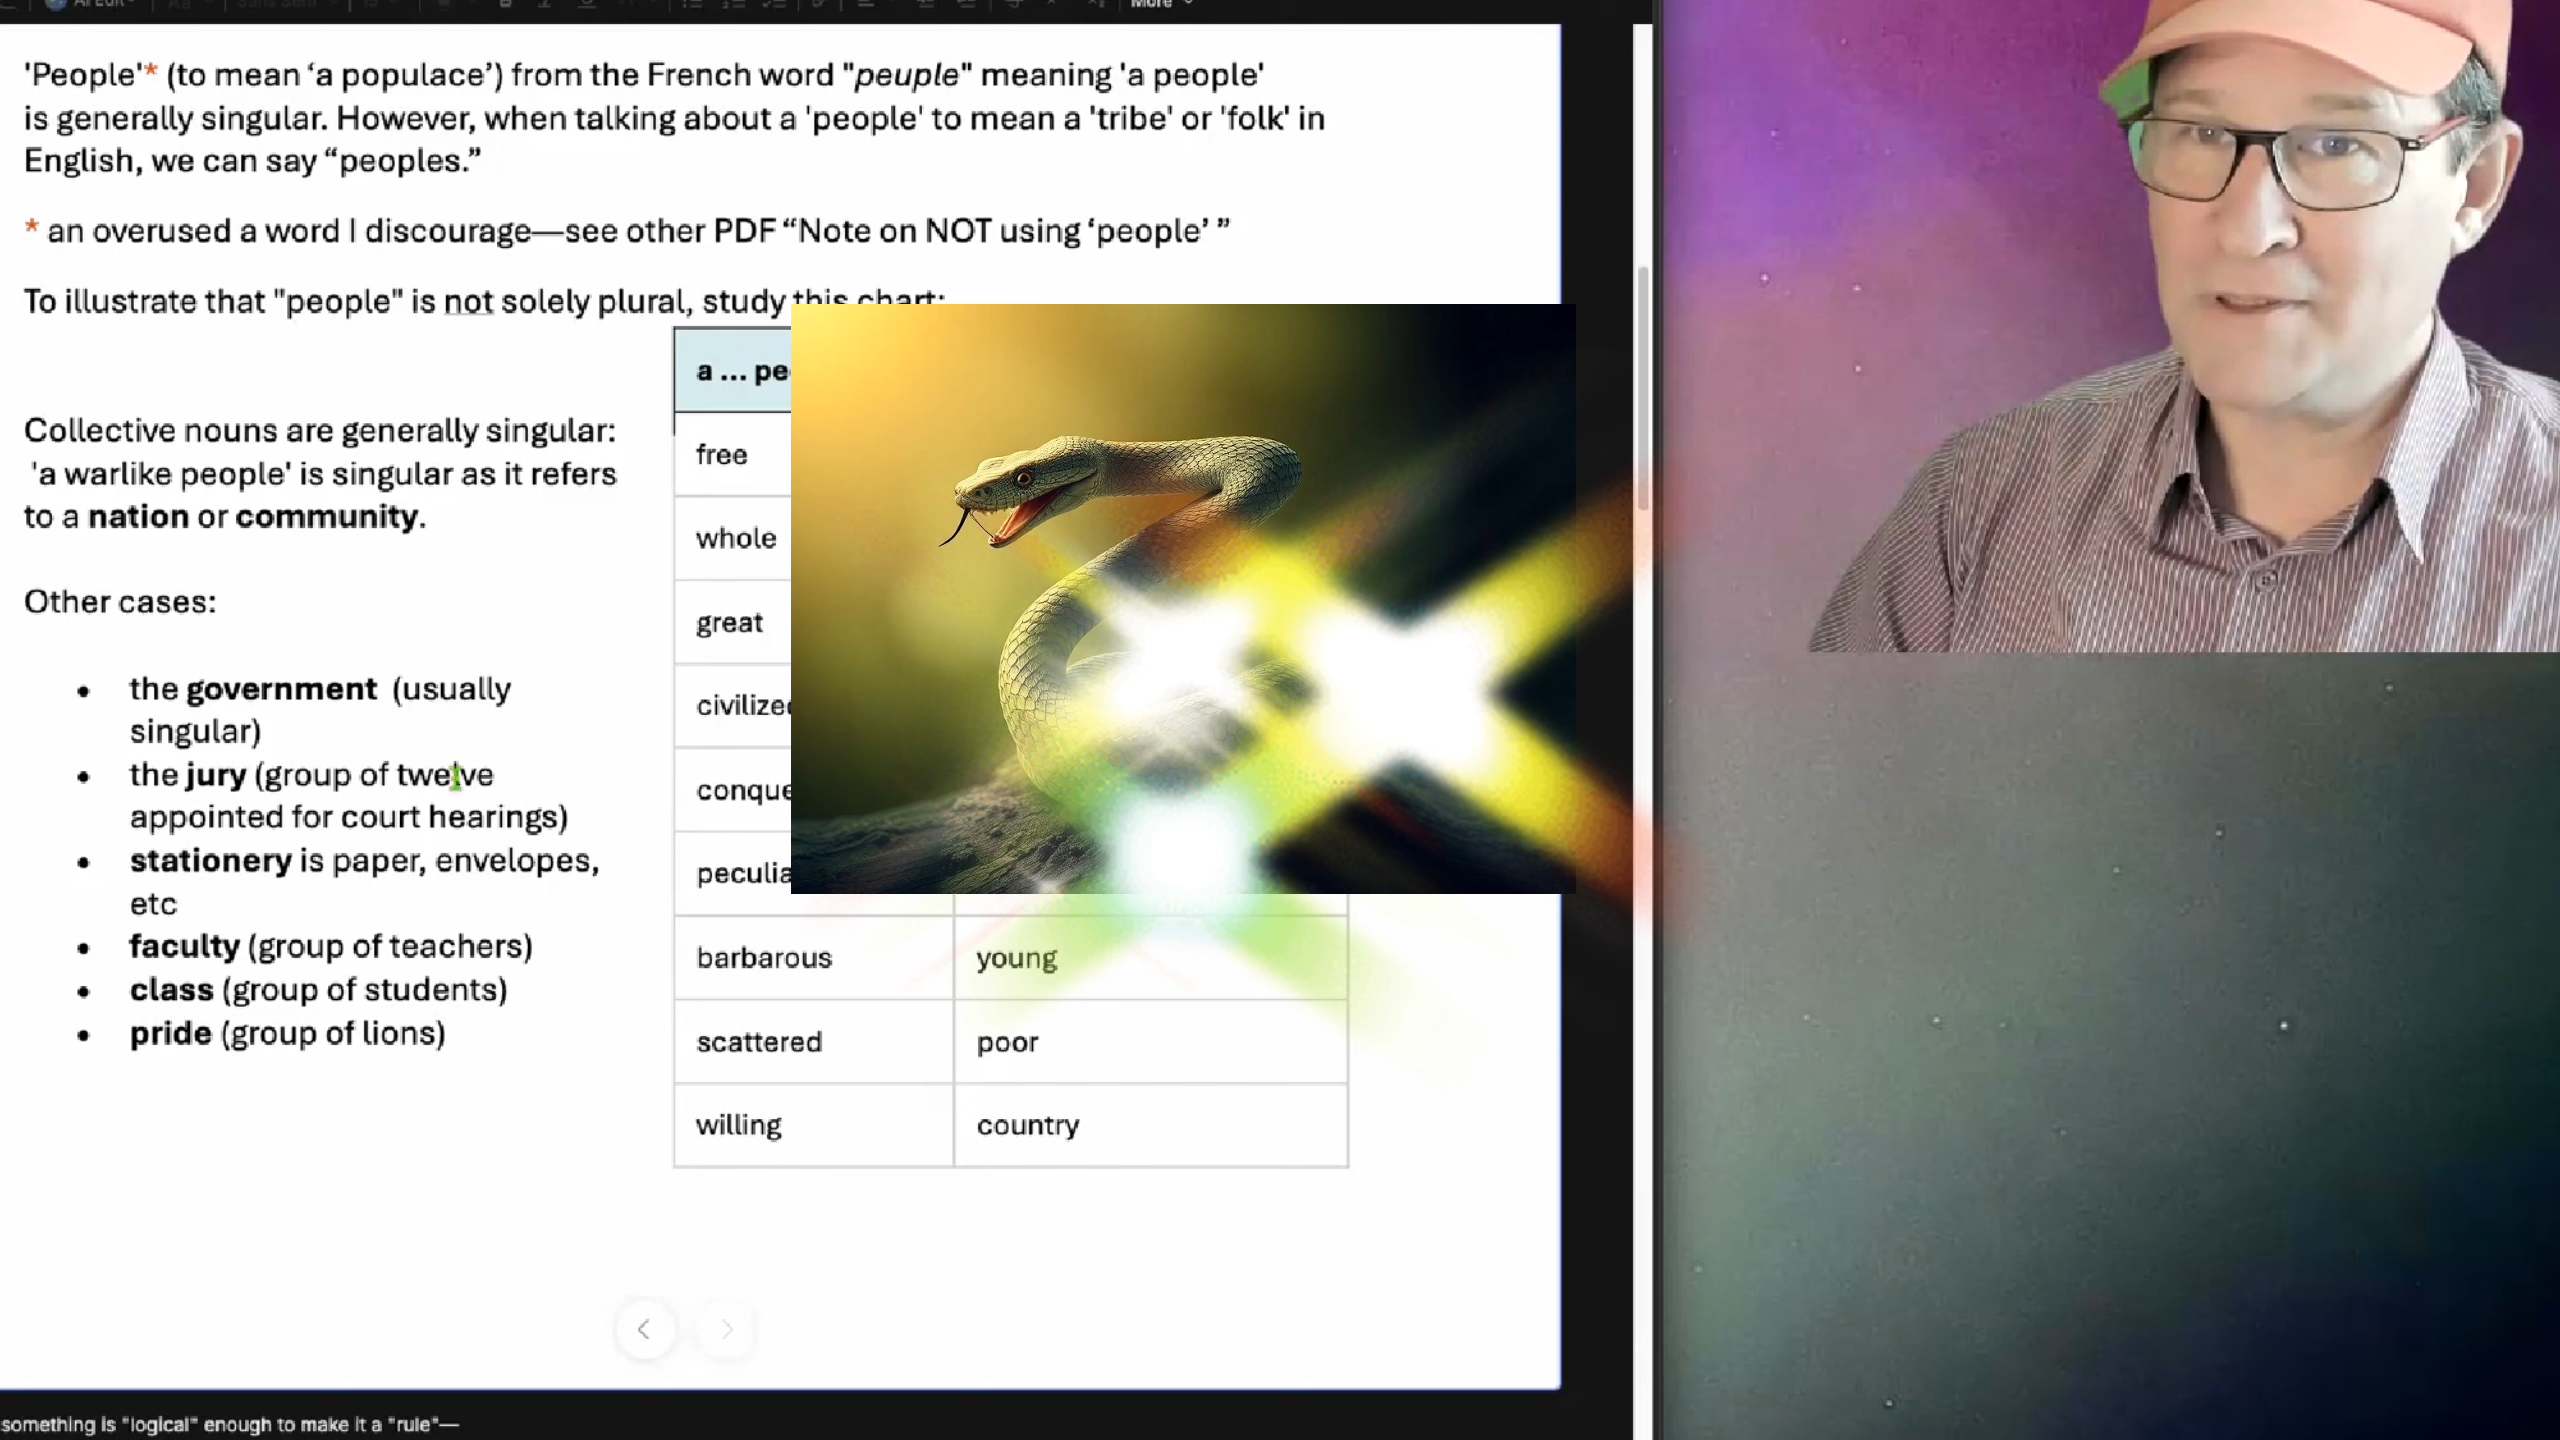 More
'People'* (to mean ‘a populace’) from the French word "peuple" meaning 'a people'
is generally singular. However, when talking about a 'people' to mean a 'tribe' or 'folk' in
English, we can say “peoples.”
* an overused a word I discourage—see other PDF “Note on NOT using ‘people’ ”
To illustrate that "people" is not solely plural, study this chart:
a ...
Collective nouns are generally singular:
'a warlike people' is singular as it refers
to a nation or community.
Other cases:
• the government (usually
singular)
• the jury (group of twelve
appointed for court hearings)
• stationery is paper, envelopes,
etc
• faculty (group of teachers)
• class (group of students)
• pride (group of lions)
free
whole
great
barbarous young
scattered poor
willing country
something is "logical" enough to make it a "rule"—